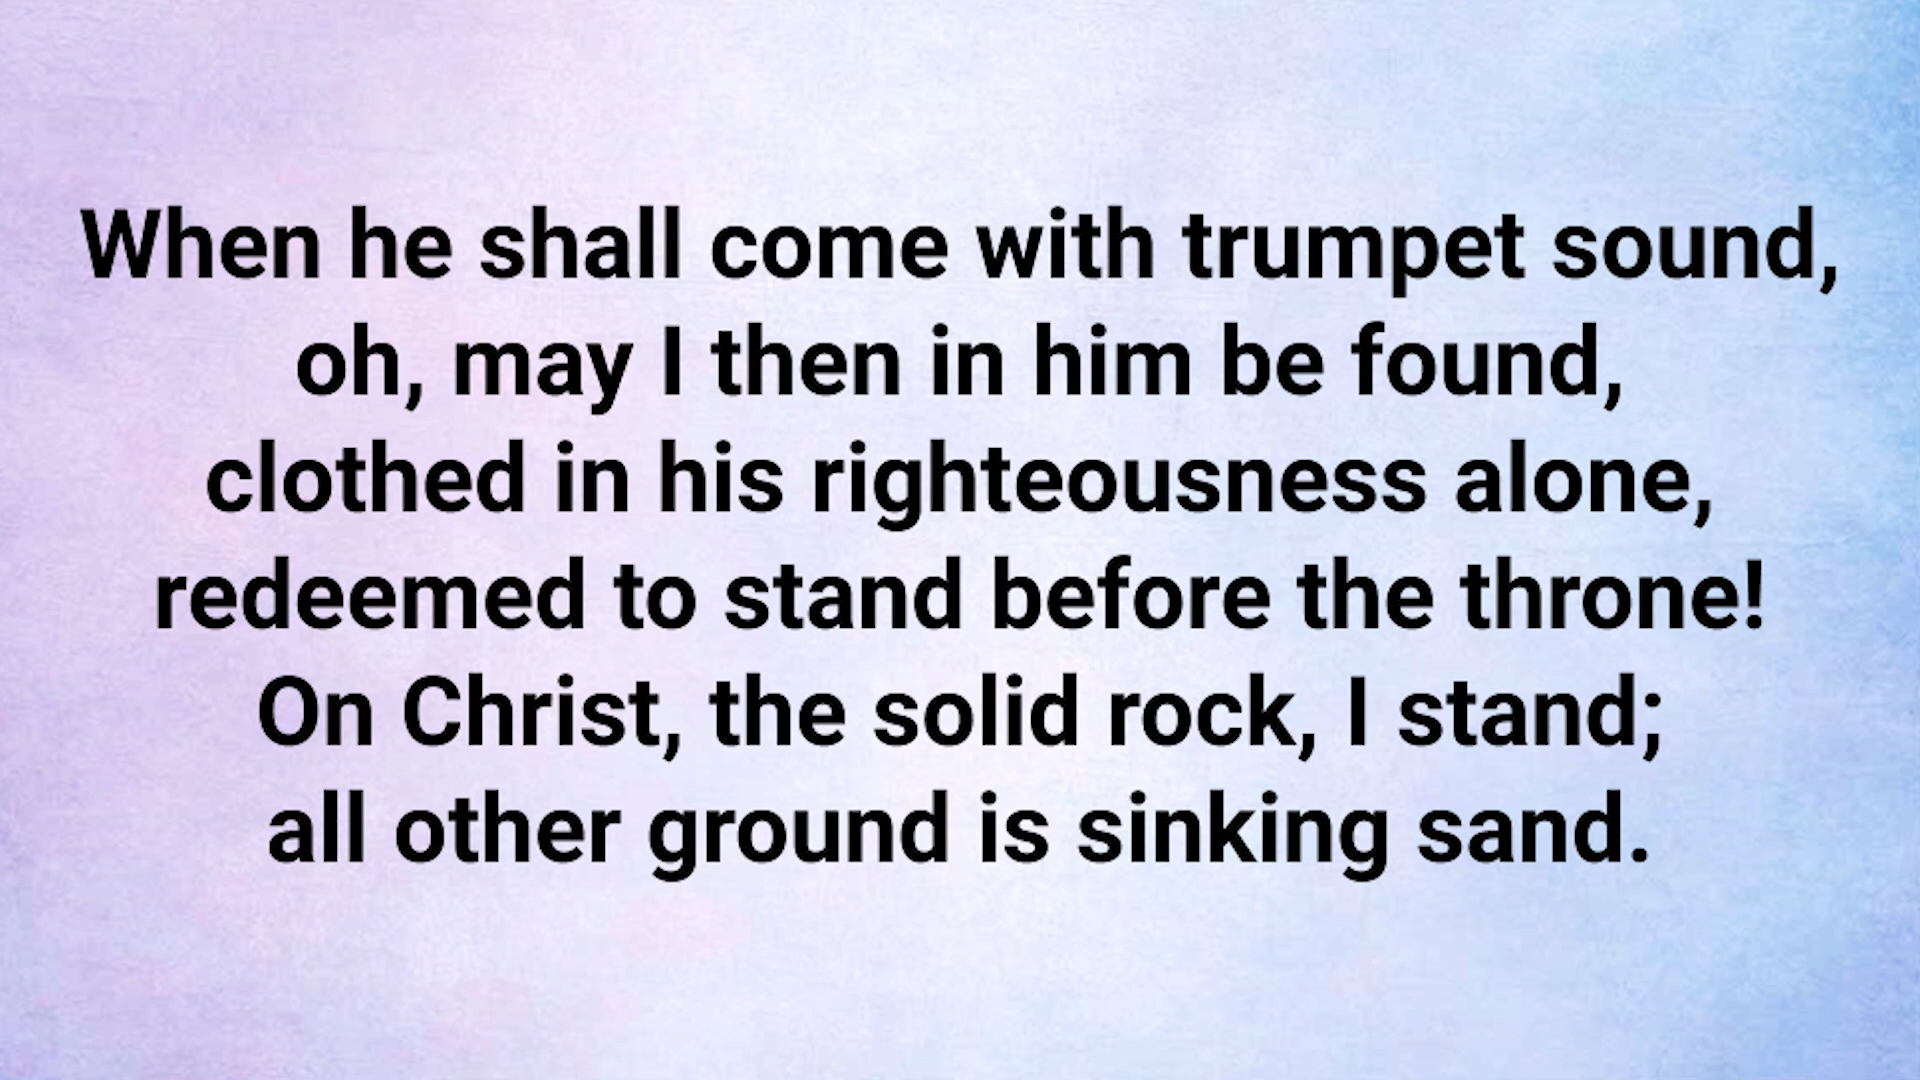 When he shall come with trumpet sound,
oh, may I then in him be found,
clothed in his righteousness alone,
redeemed to stand before the throne!
On Christ, the solid rock, I stand;
all other ground is sinking sand.